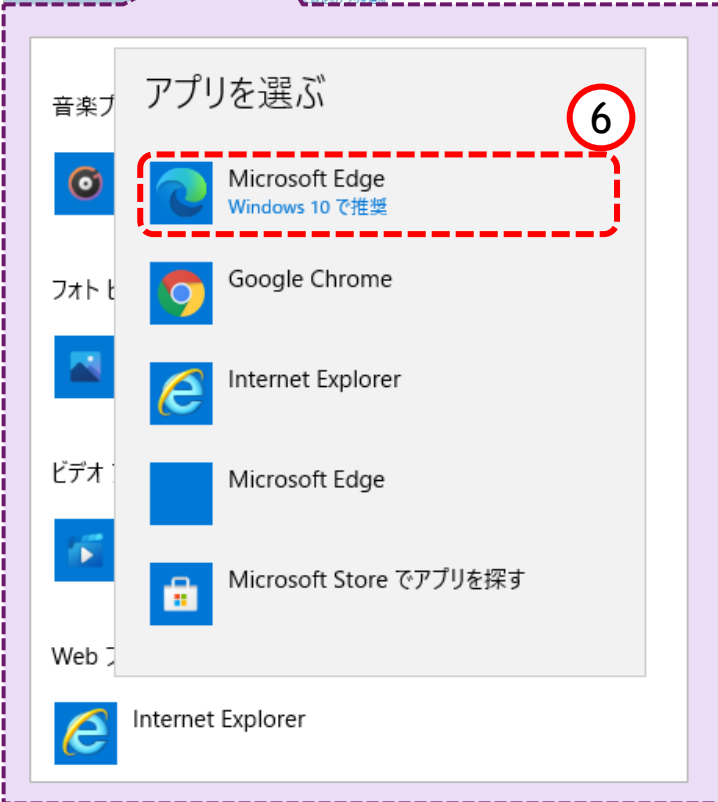 アプリを選ぶ
6
音楽プ
Microsoft Edge
Windows 10 で推奨
フォト ビ
Google Chrome
Internet Explorer
ビデオ
Microsoft Edge
Microsoft Store でアプリを探す
Web ブ
Internet Explorer